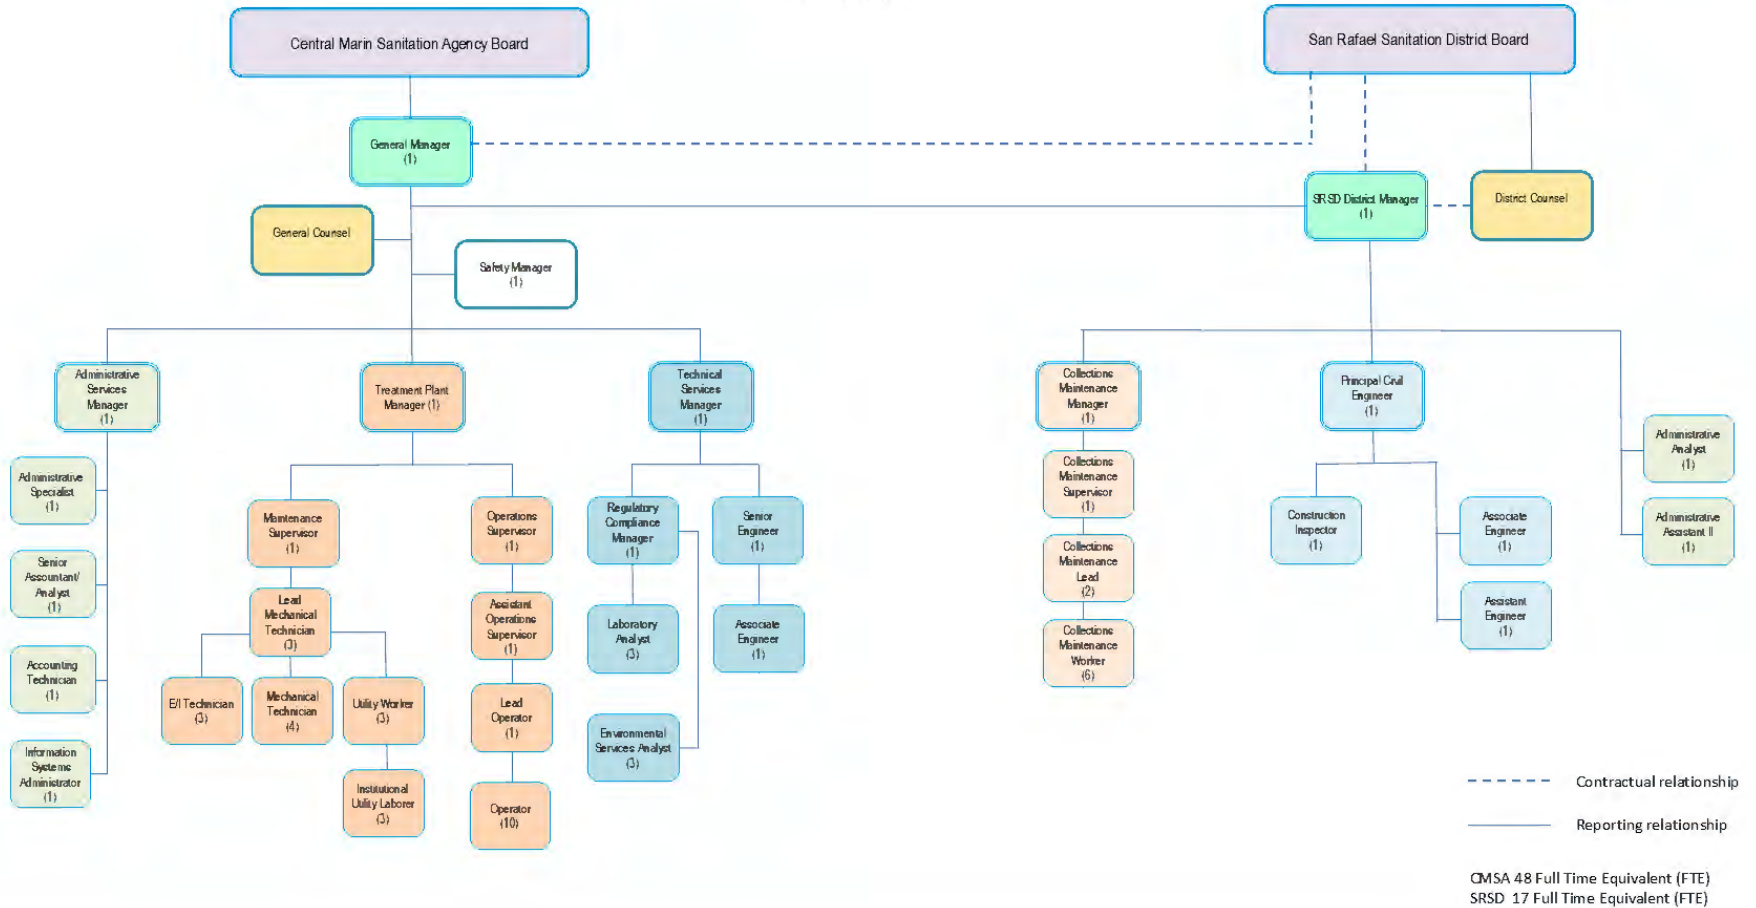 Central Marin Sanitation Agency Board
San Rafael Sanitation District Board
General Manager
(1)
SRSD District Manager
(1)
District Counsel
General Counsel
Safety Manager
(1)
Administrative
Services
Manager
(1)
Treatment Plant
Manager (1)
Technical
Services
Manager
(1)
Collections
Maintenance
Manager
(1)
Principal Civil
Engineer
(1)
Administrative
Analyst
(1)
Administrative
Specialist
(1)
Collections
Maintenance
Supervisor
(1)
Maintenance
Supervisor
(1)
Operations
Supervisor
(1)
Regulatory
Compliance
Manager
(1)
Senior
Engineer
(1)
Construction
Inspector
(1)
Associate
Engineer
(1)
Administrative
Assistant II
(1)
Senior
Accountant/
Analyst
(1)
Collections
Maintenance
Lead
(2)
Lead
Mechanical
Technician
(3)
Assistant
Operations
Supervisor
(1)
Laboratory
Analyst
(3)
Associate
Engineer
(1)
Assistant
Engineer
(1)
Collections
Maintenance
Worker
(6)
Accounting
Technician
(1)
E/I Technician
(3)
Mechanical
Technician
(4)
Utility Worker
(3)
Lead
Operator
(1)
Environmental
Services Analyst
(3)
Information
Systems
Administrator
(1)
Institutional
Utility Laborer
(3)
Operator
(10)
Contractual relationship
Reporting relationship
CMSA 48 Full Time Equivalent (FTE)
SRSD 17 Full Time Equivalent (FTE)